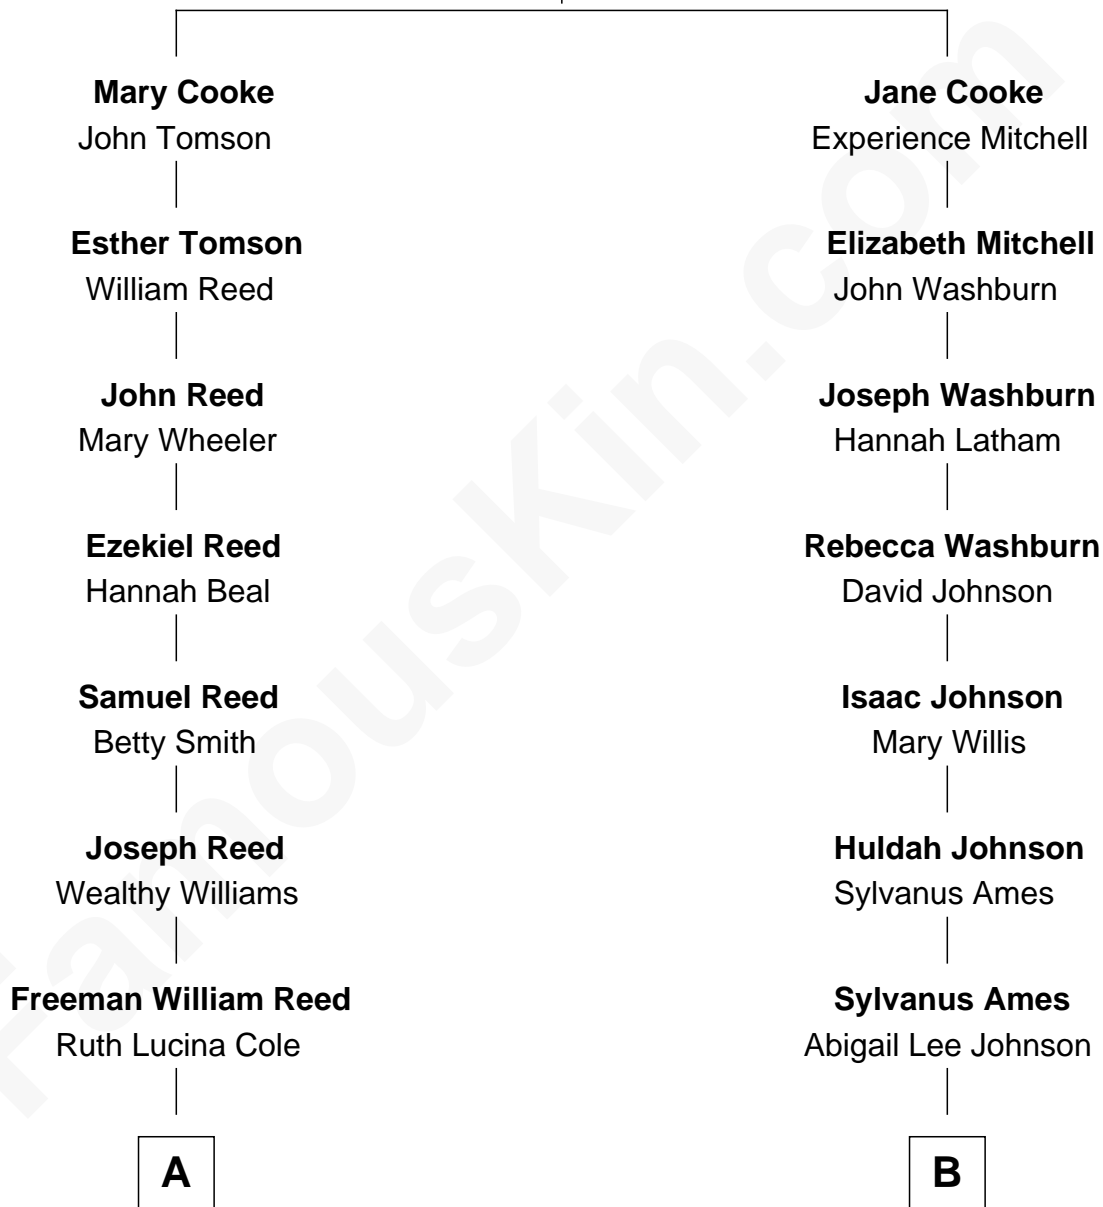 Mary Cooke
John Tomson
Esther Tomson
William Reed
John Reed
Mary Wheeler
Ezekiel Reed
Hannah Beal
Samuel Reed
Betty Smith
Joseph Reed
Wealthy Williams
Freeman William Reed
Ruth Lucina Cole
A
Jane Cooke
Experience Mitchell
Elizabeth Mitchell
John Washburn
Joseph Washburn
Hannah Latham
Rebecca Washburn
David Johnson
Isaac Johnson
Mary Willis
Huldah Johnson
Sylvanus Ames
Sylvanus Ames
Abigail Lee Johnson
B
FamousKin.com